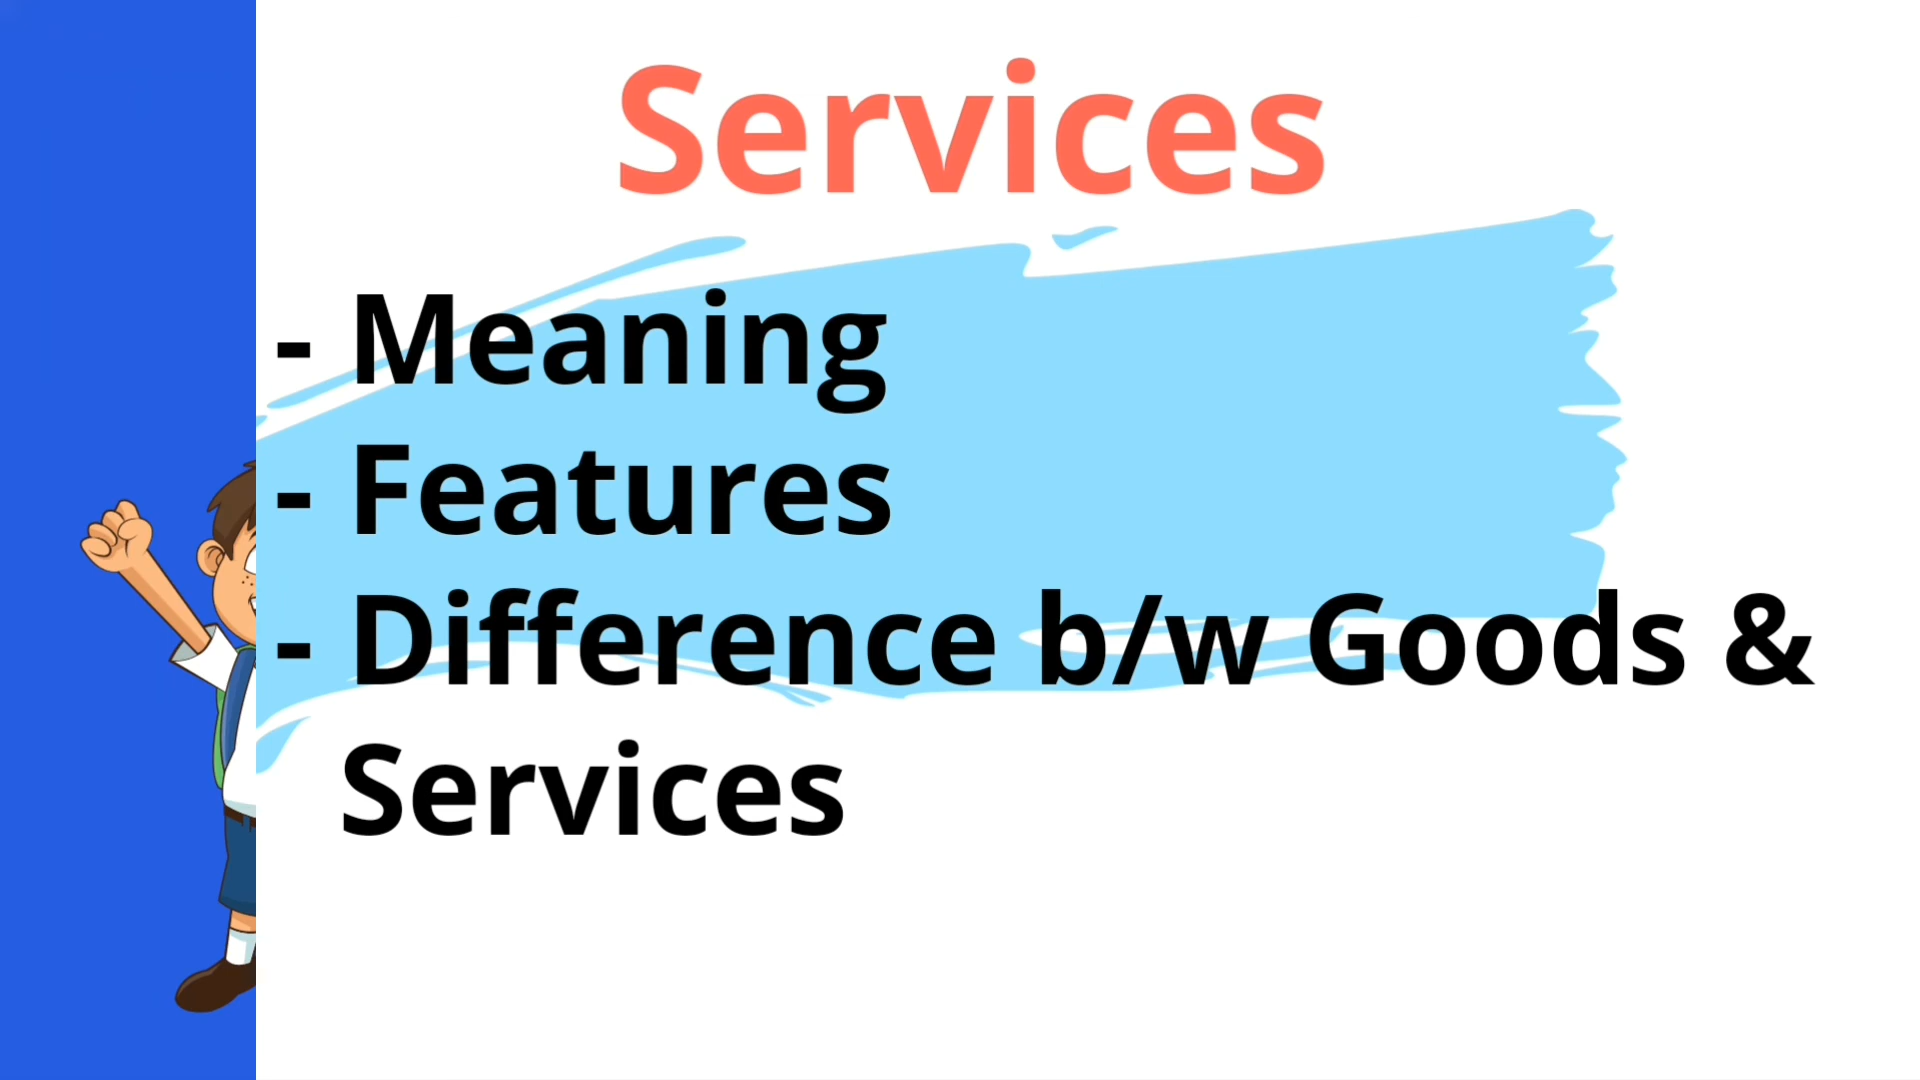 Services
- Meaning
- Features
- Difference b/w Goods &
Services